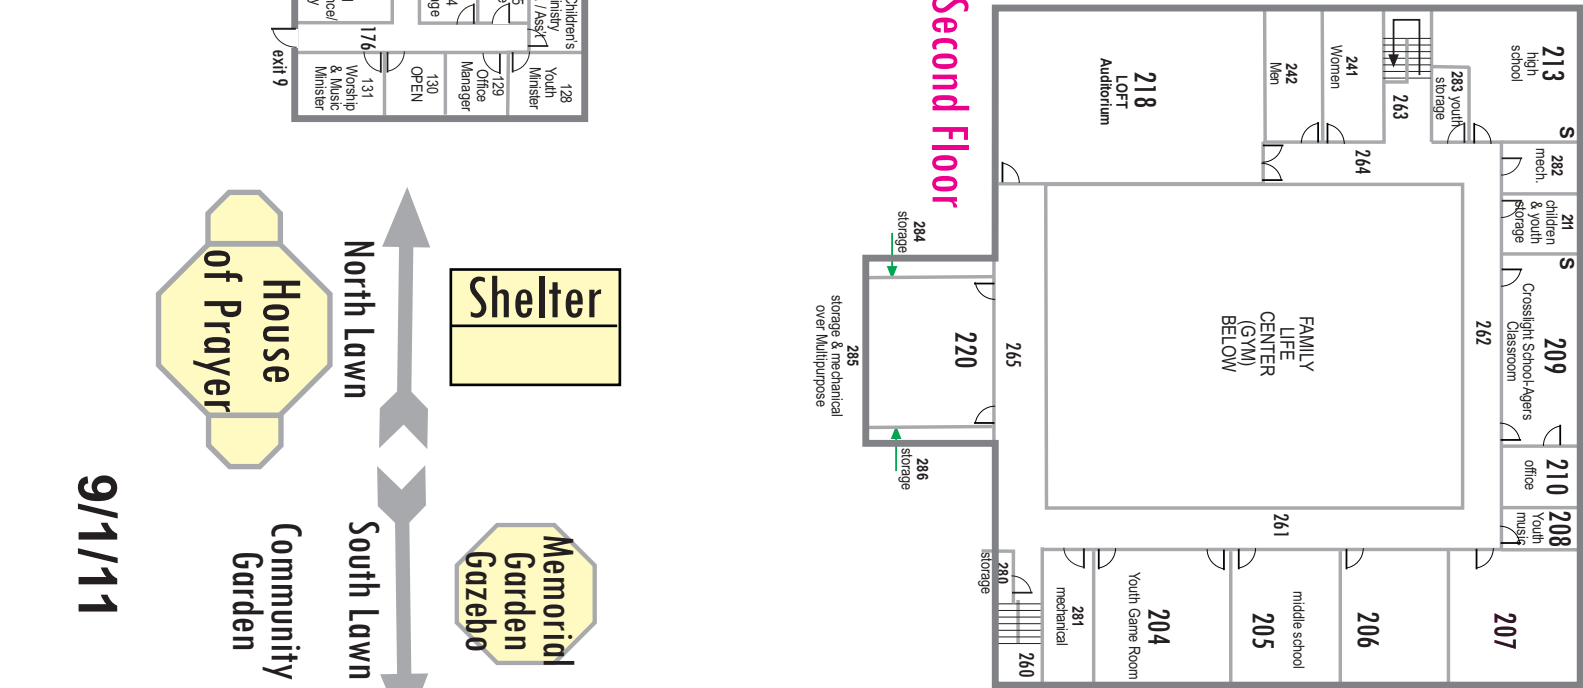 Second Floor
213
high
school
S
283 youth
storage
263
241
Women
242
Men
218
LOFT
Auditorium
264
282
mech.
211
children
& youth
storage
S
209
Crosslight School-Agers
Classroom
262
210
office
208
Youth
music
FAMILY
LIFE
CENTER
(GYM)
BELOW
265
220
284
storage
285
storage & mechanical
over Multipurpose
286
storage
261
207
206
205
middle school
204
Youth Game Room
281
mechanical
280
storage
260
Children's
176
exit 9
128
Youth
Minister
129
Office
Manager
130
OPEN
131
Worship
& Music
Minister
Shelter
North Lawn
House
of Prayer
South Lawn
Memorial
Garden
Gazebo
Community
Garden
9/1/11